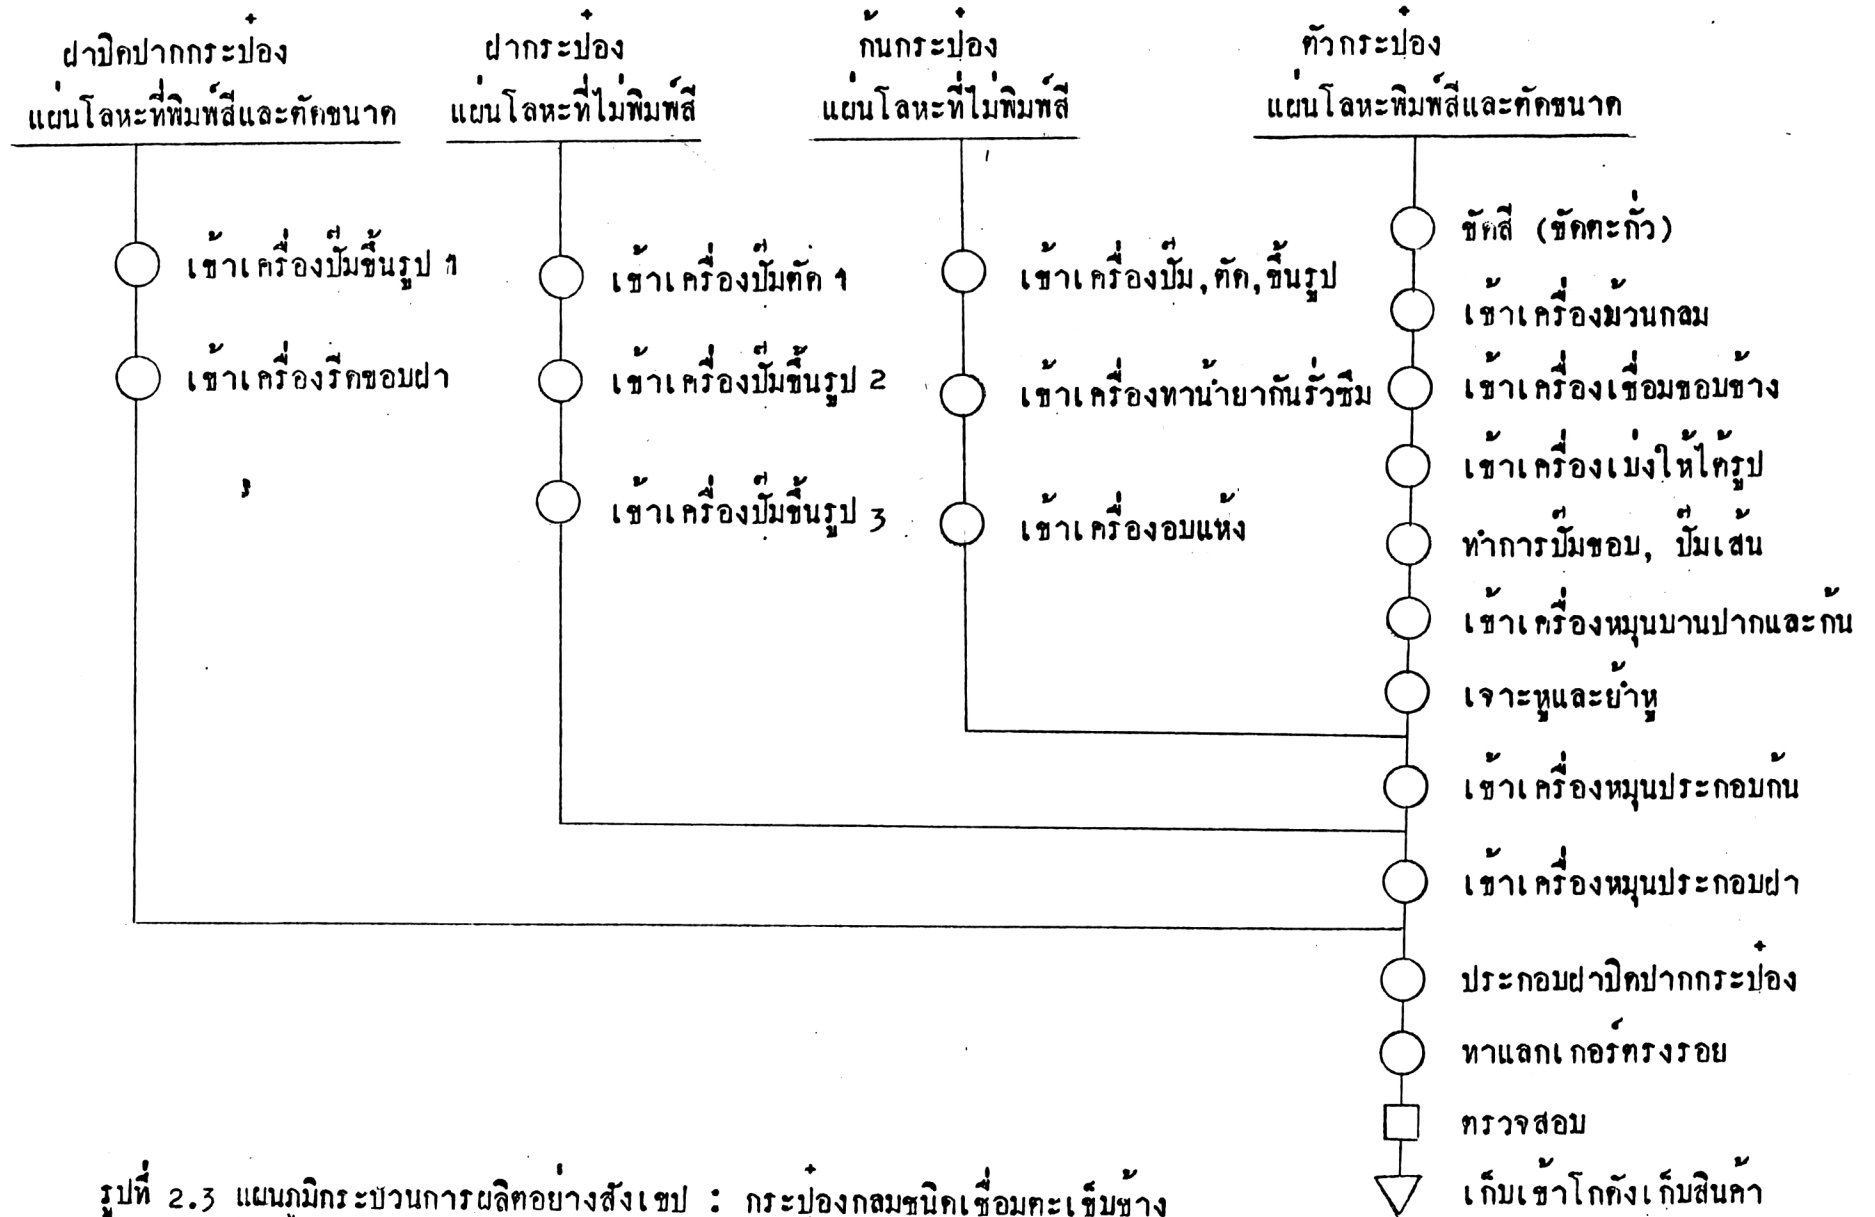 ฝาปิดปากกระป๋อง
แผ่นโลหะที่พิมพ์สีและตัดขนาด
เข้าเครื่องปั๊มขึ้นรูป 1
เข้าเครื่องรีดขอบฝา
ฝากระป๋อง
แผ่นโลหะที่ไม่พิมพ์สี
เข้าเครื่องปั๊มตัด 1
เข้าเครื่องปั๊มขึ้นรูป 2
เข้าเครื่องปั๊มขึ้นรูป 3
ก้นกระป๋อง
แผ่นโลหะที่ไม่พิมพ์สี
เข้าเครื่องปั๊ม,ตัด,ขึ้นรูป
เข้าเครื่องทาน้ำยากันรั่วซึม
เข้าเครื่องอบแห้ง
ตัวกระป๋อง
แผ่นโลหะพิมพ์สีและตัดขนาด
ขัดสี (ขัดตะกั่ว)
เข้าเครื่องม้วนกลม
เข้าเครื่องเชื่อมขอบข้าง
เข้าเครื่องเบ่งให้ได้รูป
ทำการปั๊มขอบ, ปั๊มเส้น
เข้าเครื่องหมุนบานปากและก้น
เจาะหูและย้ำหู
เข้าเครื่องหมุนประกอบก้น
เข้าเครื่องหมุนประกอบฝา
ประกอบฝาปิดปากกระป๋อง
ทาแลกเกอร์ตรงรอย
ตรวจสอบ
เก็บเข้าโกดังเก็บสินค้า
รูปที่ 2.3 แผนภูมิกระบวนการผลิตอย่างสังเขป : กระป๋องกลมชนิดเชื่อมตะเข็บข้าง